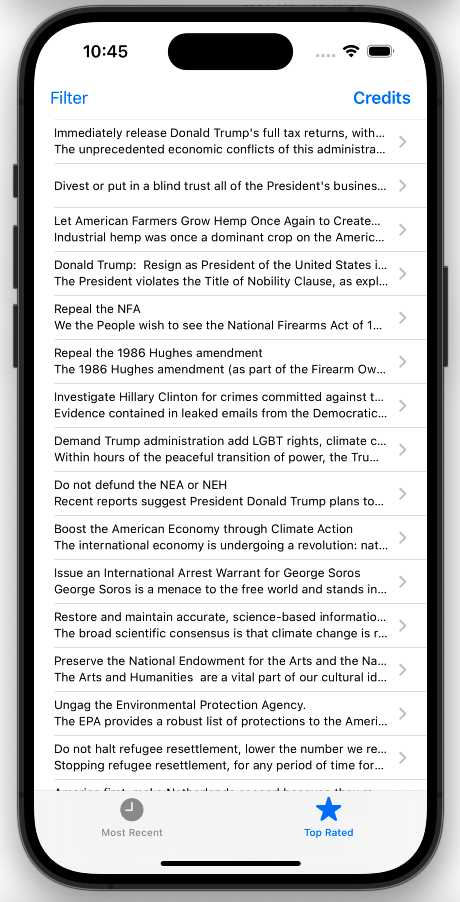 10:45
Filter
Credits
Immediately release Donald Trump's full tax returns, with...
The unprecedented economic conflicts of this administra...
Divest or put in a blind trust all of the President's busines...
Let American Farmers Grow Hemp Once Again to Create...
Industrial hemp was once a dominant crop on the Americ...
Donald Trump:  Resign as President of the United States i...
The President violates the Title of Nobility Clause, as expl...
Repeal the NFA
We the People wish to see the National Firearms Act of 1...
Repeal the 1986 Hughes amendment
The 1986 Hughes amendment (as part of the Firearm Ow...
Investigate Hillary Clinton for crimes committed against t...
Evidence contained in leaked emails from the Democratic...
Demand Trump administration add LGBT rights, climate c...
Within hours of the peaceful transition of power, the Tru...
Do not defund the NEA or NEH
Recent reports suggest President Donald Trump plans to...
Boost the American Economy through Climate Action
The international economy is undergoing a revolution: nat...
Issue an International Arrest Warrant for George Soros
George Soros is a menace to the free world and stands in...
Restore and maintain accurate, science-based informatio...
The broad scientific consensus is that climate change is r...
Preserve the National Endowment for the Arts and the Na...
The Arts and Humanities  are a vital part of our cultural id...
Ungag the Environmental Protection Agency.
The EPA provides a robust list of protections to the Ameri...
Do not halt refugee resettlement, lower the number we re...
Stopping refugee resettlement, for any period of time for...
Most Recent
Top Rated